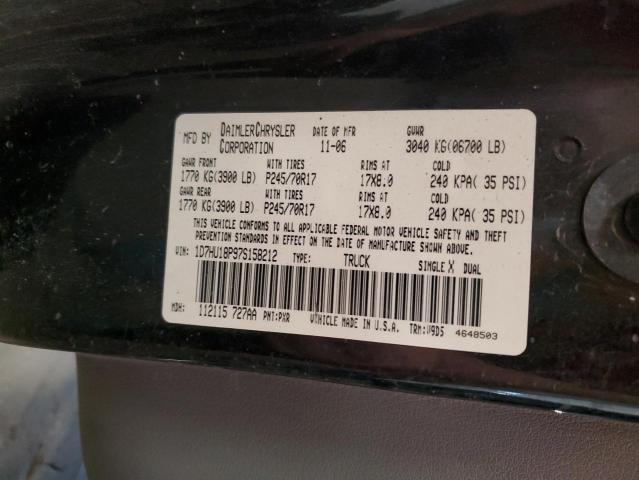 MFD BY DAIMLERCHRYSLER CORPORATION DATE OF MFR 11-06 GVWR 3040 KG(06700 LB)
GAWR FRONT WITH TIRES RIMS AT COLD
1770 KG(3900 LB) P245/70R17 17X8.0 240 KPA( 35 PSI)
GAWR REAR WITH TIRES RIMS AT COLD
1770 KG(3900 LB) P245/70R17 17X8.0 240 KPA( 35 PSI)
THIS VEHICLE CONFORMS TO ALL APPLICABLE FEDERAL MOTOR VEHICLE SAFETY AND THEFT
PREVENTION STANDARDS IN EFFECT ON THE DATE OF MANUFACTURE SHOWN ABOVE.
VIN: 1D7HU18P97S158212 TYPE: TRUCK SINGLE X DUAL
MDH: 112115 727AA PNT:PXR VEHICLE MADE IN U.S.A. TRM:V9D5 4648503